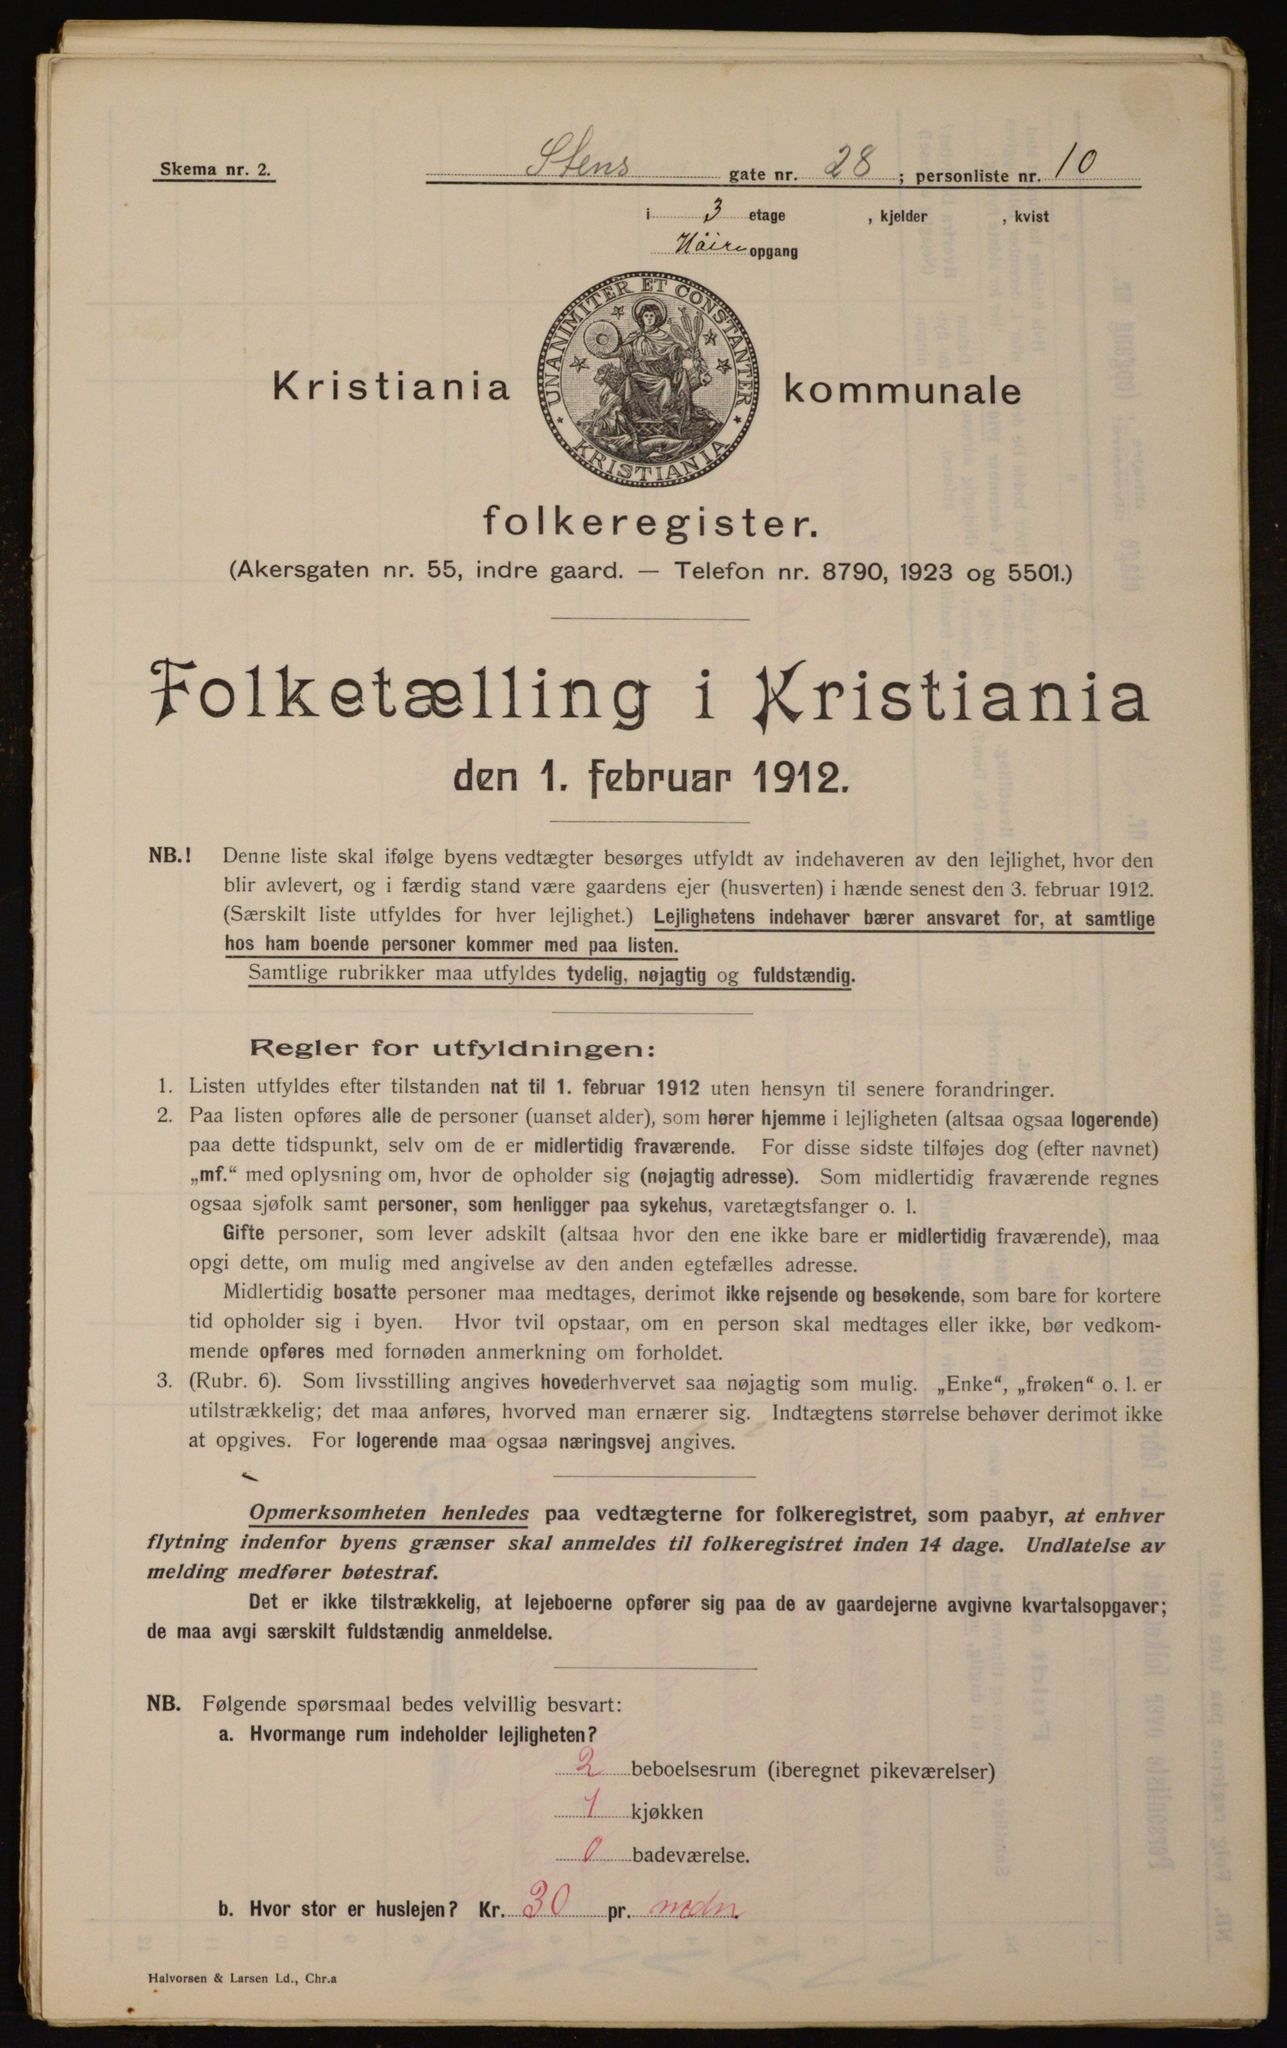 Skema nr. 2.
Stens gate nr. 28 ; personliste nr. 10
i 3 etage , kjelder , kvist
Höire opgang
UNANIMITER ET CONSTANTER
KRISTIANIA
Kristiania kommunale
folkeregister.
(Akersgaten nr. 55, indre gaard. — Telefon nr. 8790, 1923 og 5501.)
Folketælling i Kristiania
den 1. februar 1912.
NB.! Denne liste skal ifølge byens vedtægter besørges utfyldt av indehaveren av den lejlighet, hvor den
blir avlevert, og i færdig stand være gaardens ejer (husverten) i hænde senest den 3. februar 1912.
(Særskilt liste utfyldes for hver lejlighet.) Lejlighetens indehaver bærer ansvaret for, at samtlige
hos ham boende personer kommer med paa listen.
Samtlige rubrikker maa utfyldes tydelig, nøjagtig og fuldstændig.
Regler for utfyldningen:
1. Listen utfyldes efter tilstanden nat til 1. februar 1912 uten hensyn til senere forandringer.
2. Paa listen opføres alle de personer (uanset alder), som hører hjemme i lejligheten (altsaa ogsaa logerende)
paa dette tidspunkt, selv om de er midlertidig fraværende. For disse sidste tilføjes dog (efter navnet)
„mf.“ med oplysning om, hvor de opholder sig (nøjagtig adresse). Som midlertidig fraværende regnes
ogsaa sjøfolk samt personer, som henligger paa sykehus, varetægtsfanger o. l.
Gifte personer, som lever adskilt (altsaa hvor den ene ikke bare er midlertidig fraværende), maa
opgi dette, om mulig med angivelse av den anden egtefælles adresse.
Midlertidig bosatte personer maa medtages, derimot ikke rejsende og besøkende, som bare for kortere
tid opholder sig i byen. Hvor tvil opstaar, om en person skal medtages eller ikke, bør vedkom-
mende opføres med fornøden anmerkning om forholdet.
3. (Rubr. 6). Som livsstilling angives hovederhvervet saa nøjagtig som mulig. „Enke“, „frøken“ o. l. er
utilstrækkelig; det maa anføres, hvorved man ernærer sig. Indtægtens størrelse behøver derimot ikke
at opgives. For logerende maa ogsaa næringsvej angives.
Opmerksomheten henledes paa vedtægterne for folkeregistret, som paabyr, at enhver
flytning indenfor byens grænser skal anmeldes til folkeregistret inden 14 dage. Undlatelse av
melding medfører bøtestraf.
Det er ikke tilstrækkelig, at lejeboerne opfører sig paa de av gaardejerne avgivne kvartalsopgaver;
de maa avgi særskilt fuldstændig anmeldelse.
NB. Følgende spørsmaal bedes velvillig besvart:
a. Hvormange rum indeholder lejligheten?
2 beboelsesrum (iberegnet pikeværelser)
1 kjøkken
0 badeværelse.
b. Hvor stor er huslejen? Kr. 30 pr. mdn
Halvorsen & Larsen Ld., Chr.a